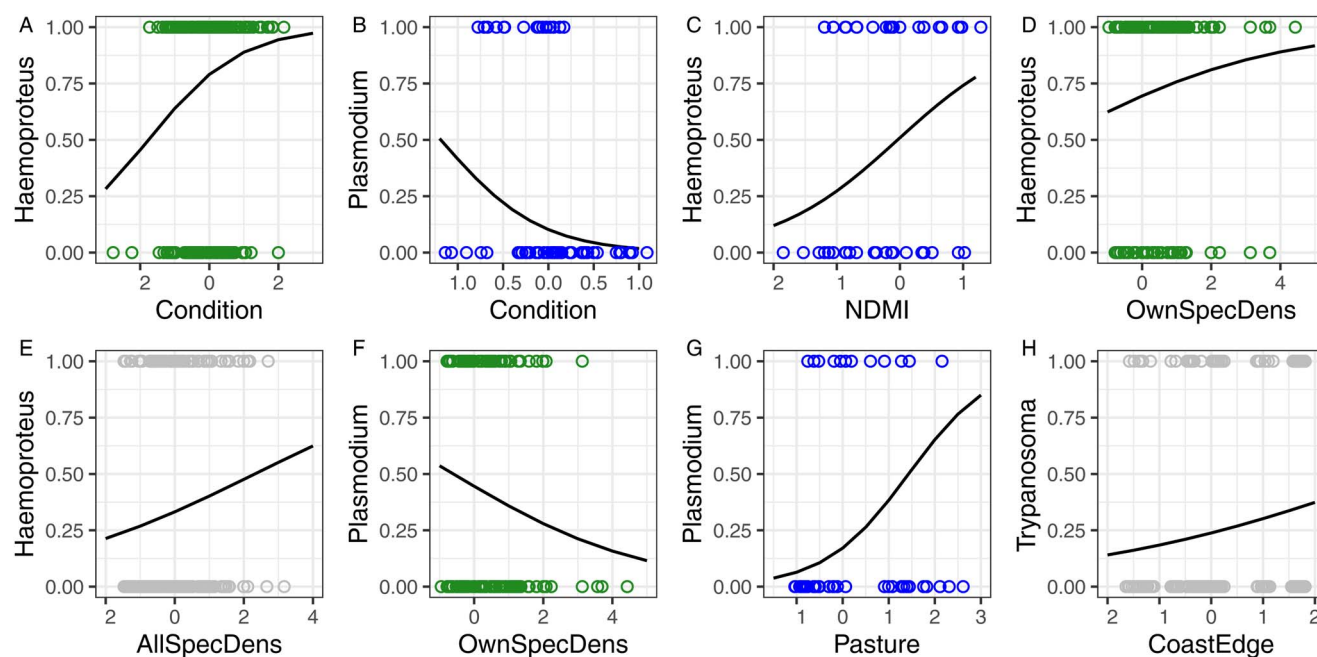 A
Haemoproteus
1.00
0.75
0.50
0.25
0.00
2 0 2
Condition
B
Plasmodium
1.00
0.75
0.50
0.25
0.00
1.0 0.5 0.0 0.5 1.0
Condition
C
Haemoproteus
1.00
0.75
0.50
0.25
0.00
2 1 0 1
NDMI
D
Haemoproteus
1.00
0.75
0.50
0.25
0.00
0 2 4
OwnSpecDens
E
Haemoproteus
1.00
0.75
0.50
0.25
0.00
2 0 2 4
AllSpecDens
F
Plasmodium
1.00
0.75
0.50
0.25
0.00
0 2 4
OwnSpecDens
G
Plasmodium
1.00
0.75
0.50
0.25
0.00
1 0 1 2 3
Pasture
H
Trypanosoma
1.00
0.75
0.50
0.25
0.00
2 1 0 1 2
CoastEdge